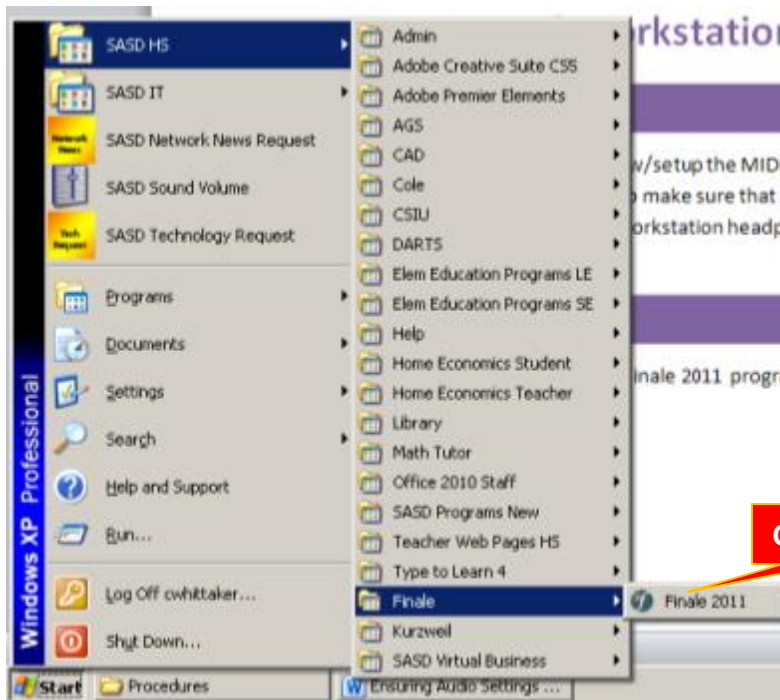 rkstation
SASD HS
SASD IT
SASD Network News Request
SASD Sound Volume
SASD Technology Request
Programs
Documents
Settings
Search
Help and Support
Run...
Log Off cwhittaker...
Shut Down...
Windows XP Professional
Network News
Tech Request
Admin
Adobe Creative Suite CS5
Adobe Premier Elements
AGS
CAD
Cole
CSIU
DARTS
Elem Education Programs LE
Elem Education Programs SE
Help
Home Economics Student
Home Economics Teacher
Library
Math Tutor
Office 2010 Staff
SASD Programs New
Teacher Web Pages HS
Type to Learn 4
Finale
Kurzweil
SASD Virtual Business
Finale 2011
w/setup the MID
make sure that
orkstation headp
inale 2011 progr
Start
Procedures
Ensuring Audio Settings ...